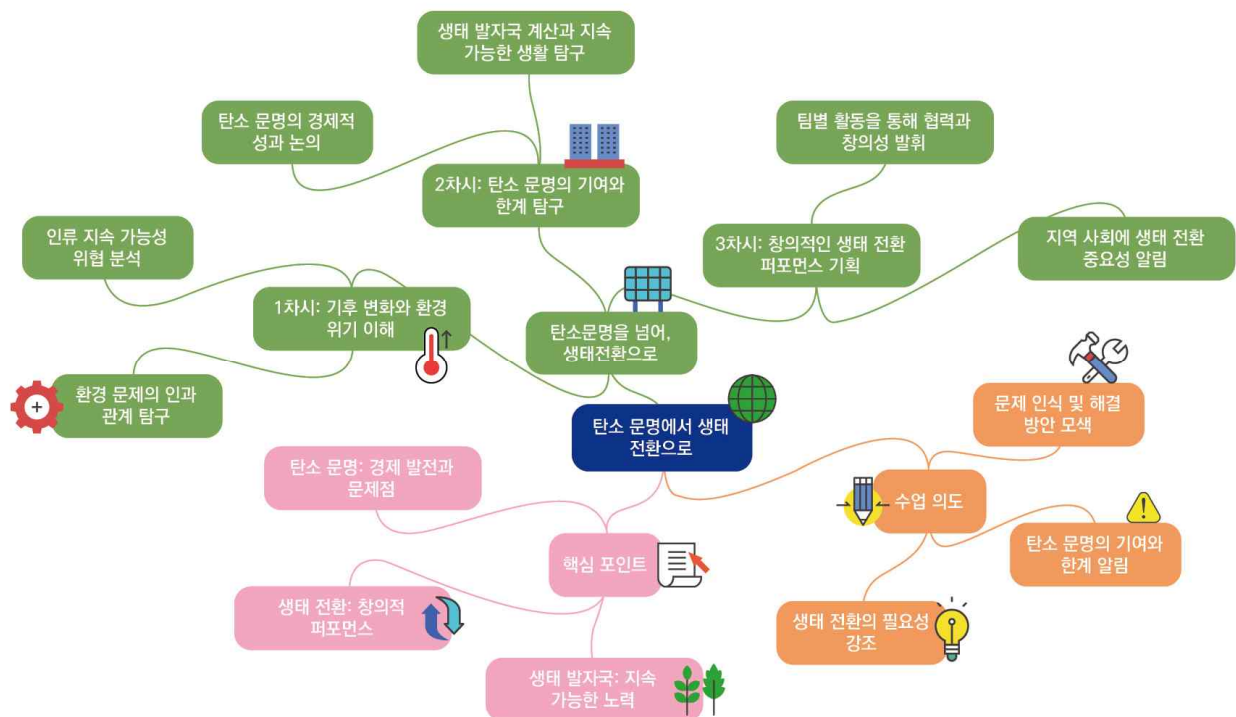 생태 발자국 계산과 지속
가능한 생활 탐구
탄소 문명의 경제적
성과 논의
팀별 활동을 통해 협력과
창의성 발휘
2차시: 탄소 문명의 기여와
한계 탐구
인류 지속 가능성
위협 분석
3차시: 창의적인 생태 전환
퍼포먼스 기획
지역 사회에 생태 전환
중요성 알림
1차시: 기후 변화와 환경
위기 이해
탄소문명을 넘어,
생태전환으로
환경 문제의 인과
관계 탐구
탄소 문명에서 생태
전환으로
문제 인식 및 해결
방안 모색
탄소 문명: 경제 발전과
문제점
수업 의도
핵심 포인트
탄소 문명의 기여와
한계 알림
생태 전환: 창의적
퍼포먼스
생태 전환의 필요성
강조
생태 발자국: 지속
가능한 노력